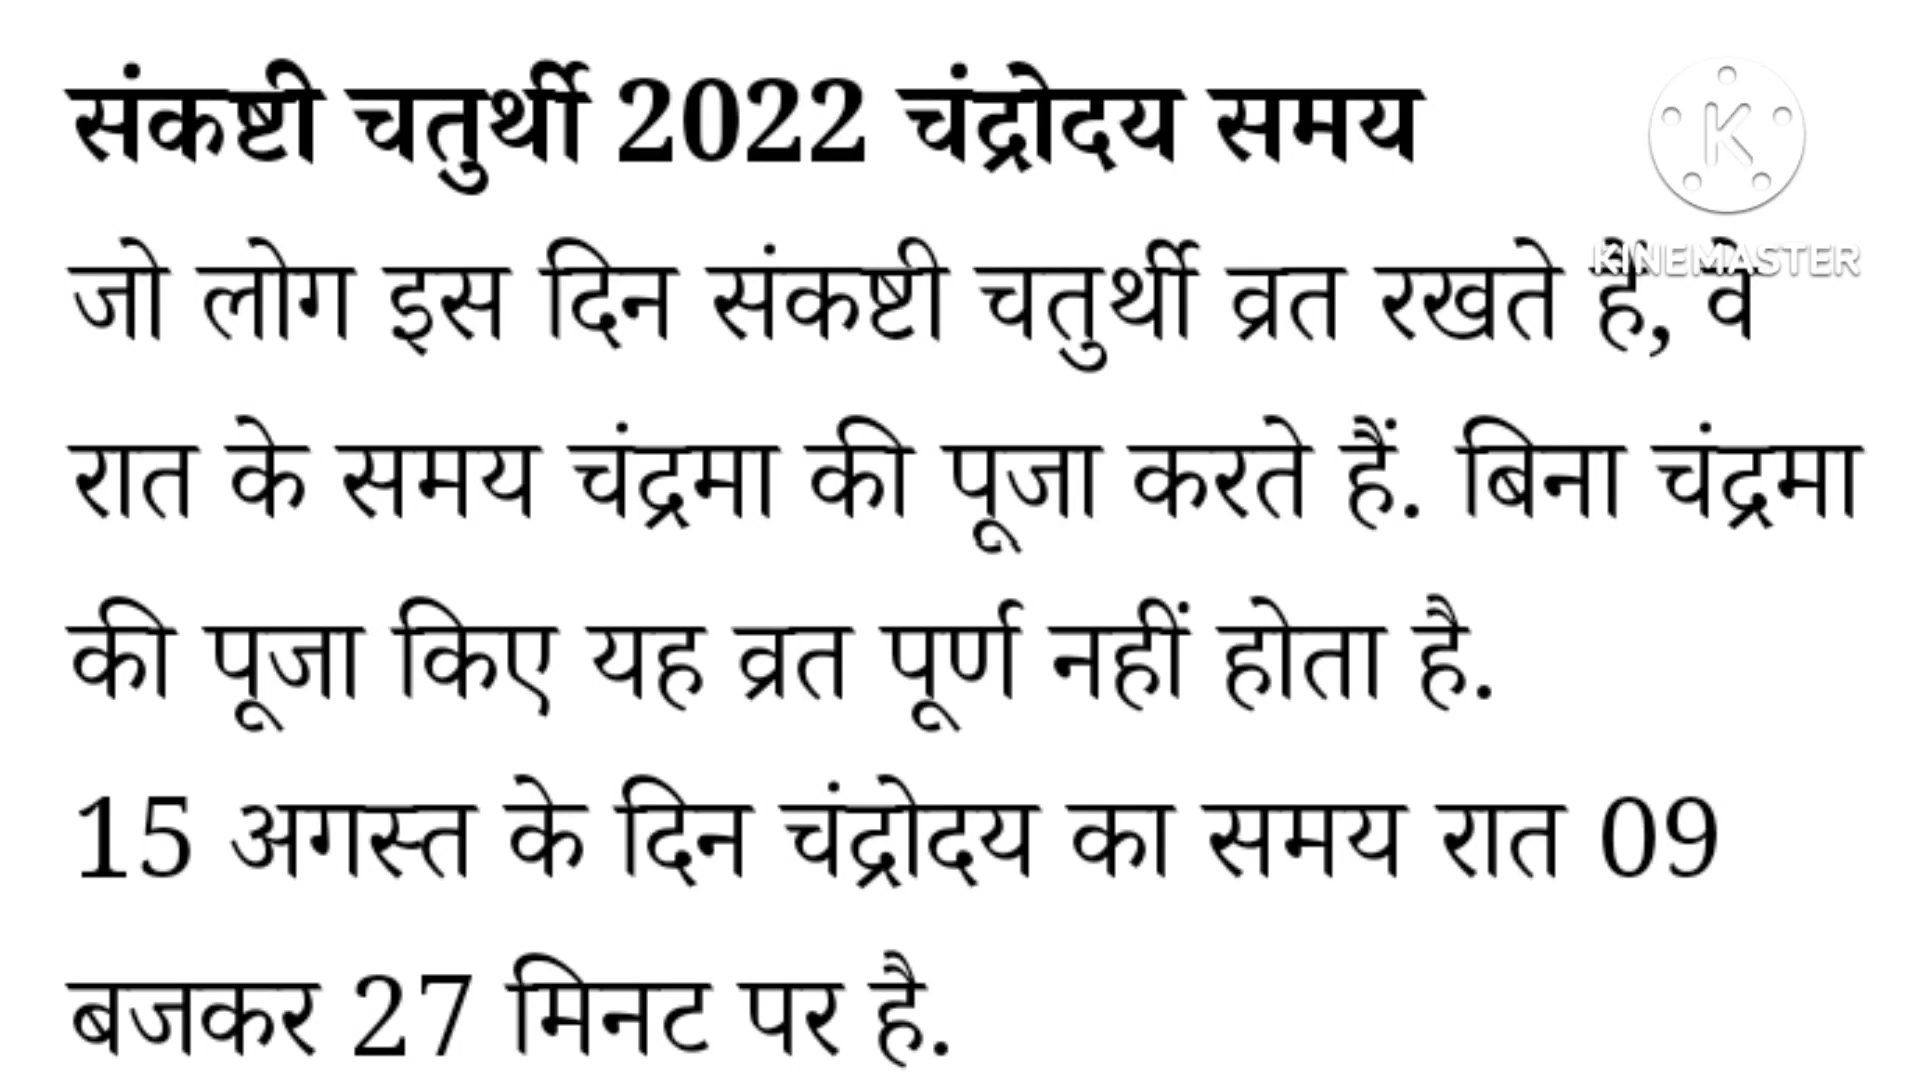 संकष्टी चतुर्थी 2022 चंद्रोदय समय
जो लोग इस दिन संकष्टी चतुर्थी व्रत रखते हैं, वे
KINEMASTER
रात के समय चंद्रमा की पूजा करते हैं. बिना चंद्रमा
की पूजा किए यह व्रत पूर्ण नहीं होता है.
15 अगस्त के दिन चंद्रोदय का समय रात 09
बजकर 27 मिनट पर है.